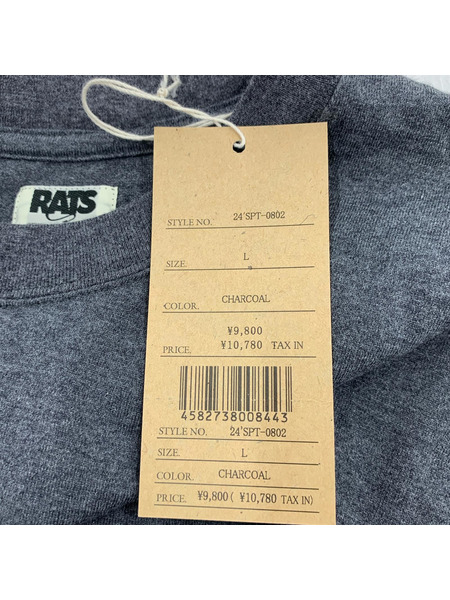 RATS
STYLE NO. 24'SPT-0802
SIZE. L
COLOR. CHARCOAL
¥9,800
PRICE. ¥10,780 TAX IN
4582738008443
STYLE NO. 24'SPT-0802
SIZE. L
COLOR. CHARCOAL
PRICE. ¥9,800( ¥10,780 TAX IN)